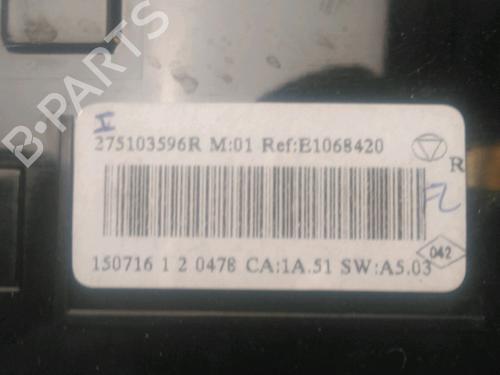 B-PARTS
V
275103596R M:01 Ref:E1068420
R
FL
150716 1 2 0478 CA:1A.51 SW:A5.03
042